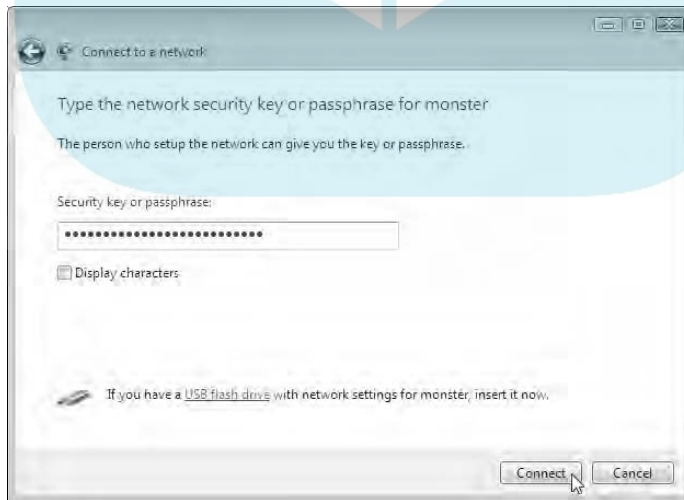 Connect to a network
Type the network security key or passphrase for monster
The person who setup the network can give you the key or passphrase.
Security key or passphrase:
••••••••••••••••••••••••••
Display characters
If you have a USB flash drive with network settings for monster, insert it now.
Connect
Cancel